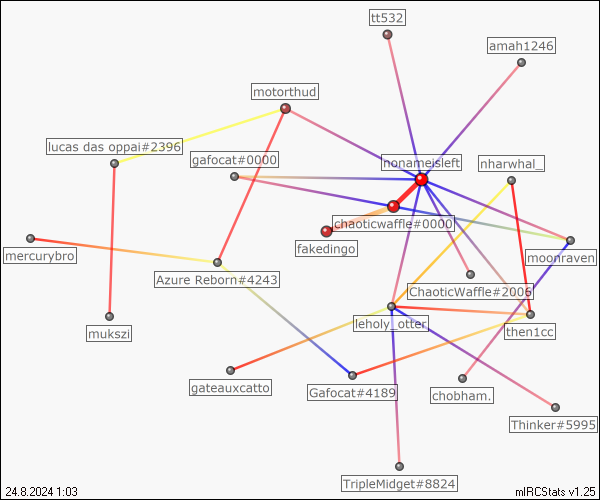 tt532
amah1246
motorthud
lucas das oppai#2396
gafocat#0000
nonameisleft
nharwhal_
chaoticwaffle#0000
fakedingo
mercurybro
moonraven
Azure Reborn#4243
ChaoticWaffle#2006
leholy_otter
mukszi
then1cc
gateauxcatto
Gafocat#4189
chobham.
Thinker#5995
TripleMidget#8824
24.8.2024 1:03
mIRCStats v1.25